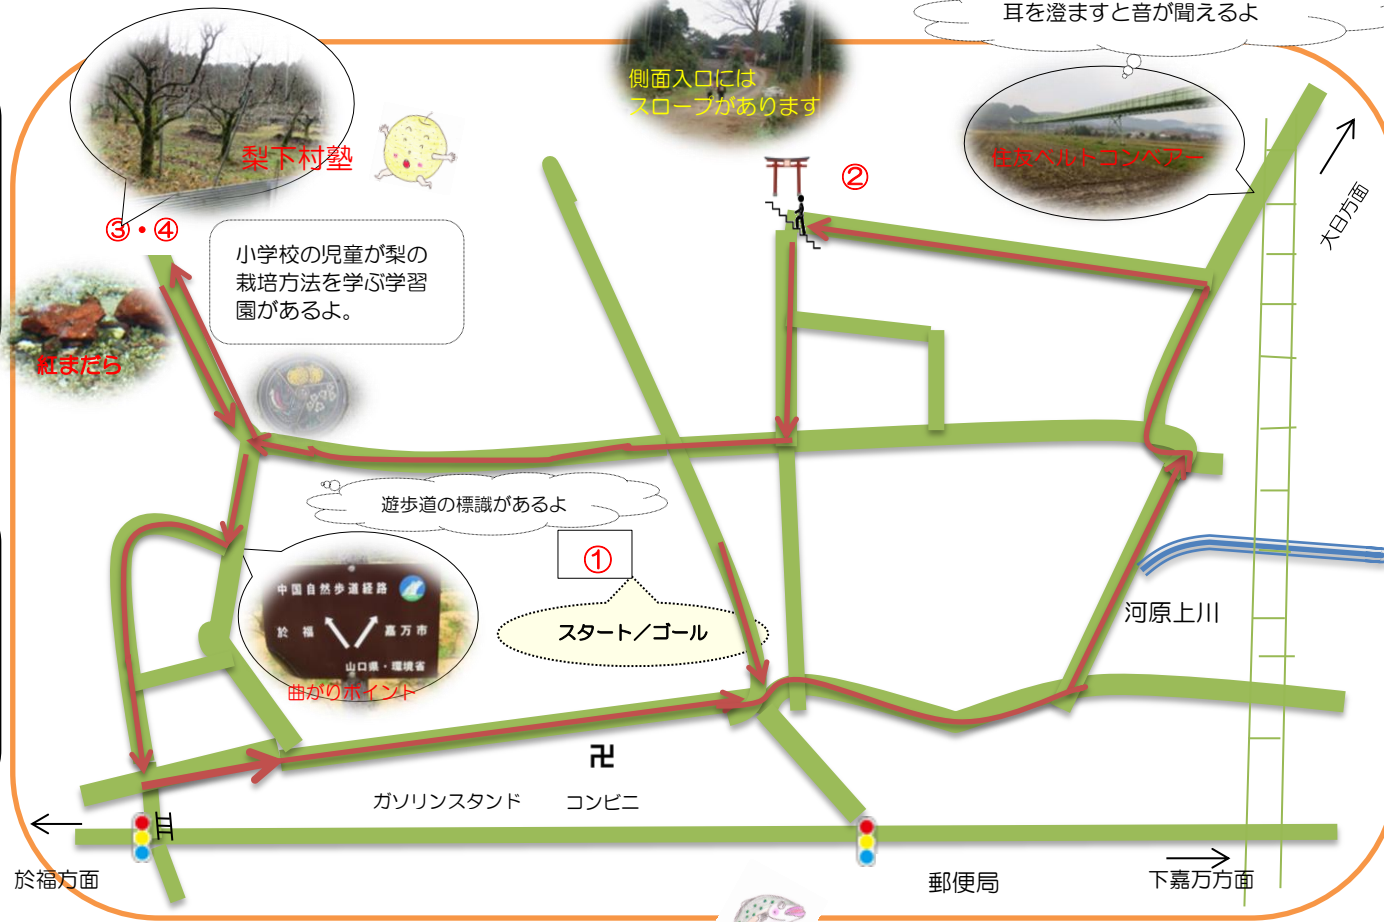 耳を澄ますと音が聞えるよ
側面入口には
スロープがあります
梨下村塾
住友ベルトコンベアー
②
③・④
大日方面
小学校の児童が梨の
栽培方法を学ぶ学習
園があるよ。
紅まだら
遊歩道の標識があるよ
①
スタート／ゴール
中国自然歩道経路
於福
嘉万市
山口県・環境省
曲がりポイント
河原上川
卍
ガソリンスタンド
コンビニ
於福方面
郵便局
下嘉万方面